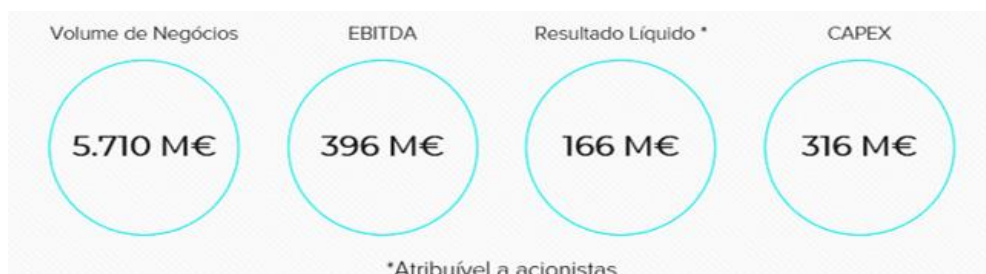 Volume de Negócios EBITDA Resultado Líquido * CAPEX
5.710 M€ 396 M€ 166 M€ 316 M€
*Atribuível a acionistas